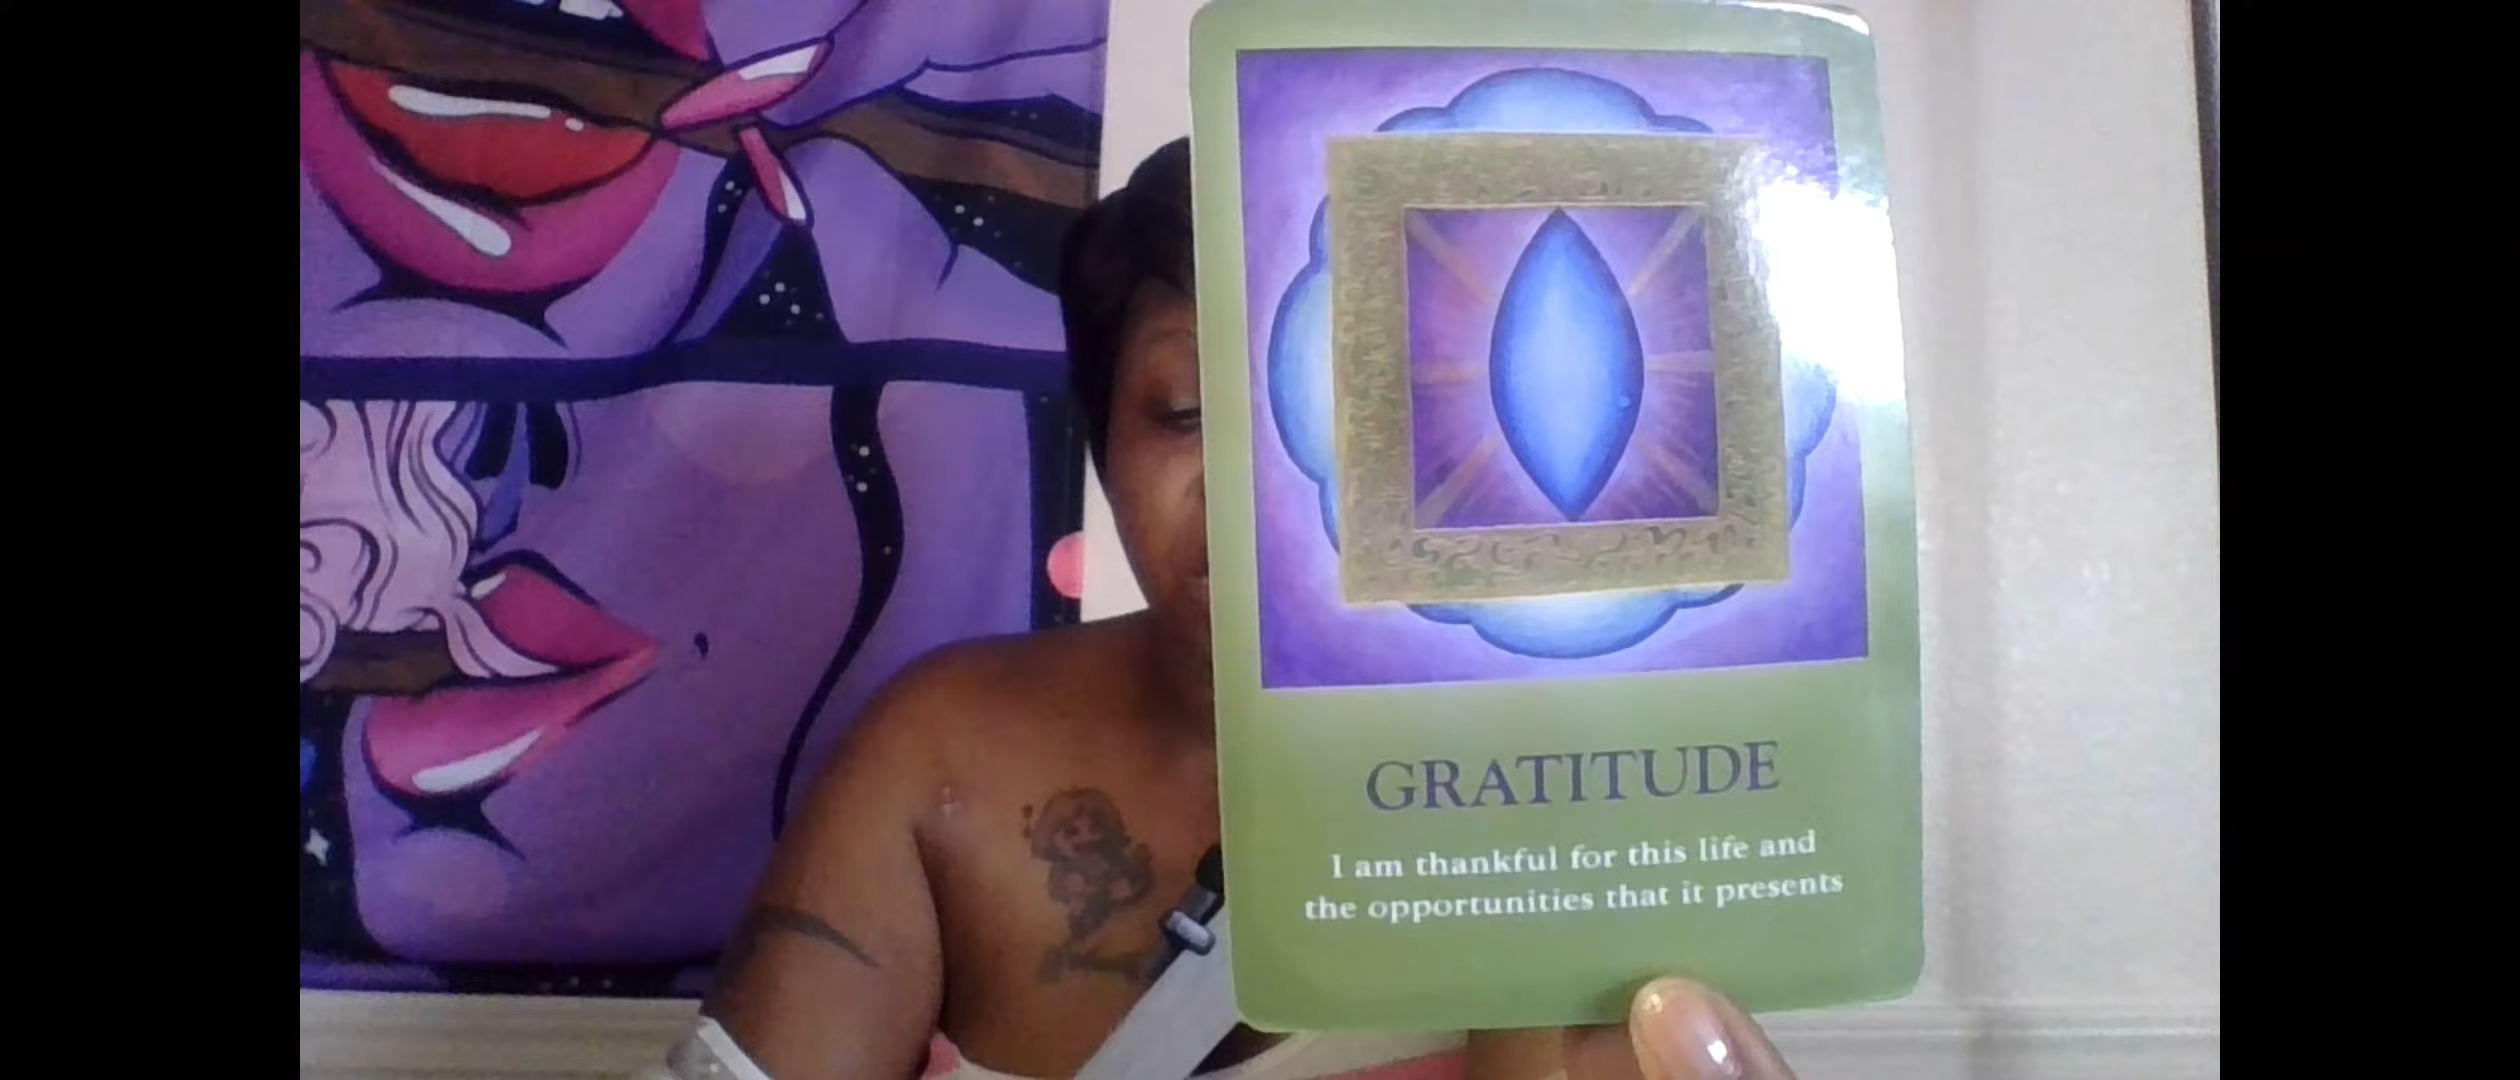 GRATITUDE
I am thankful for this life and
the opportunities that it presents